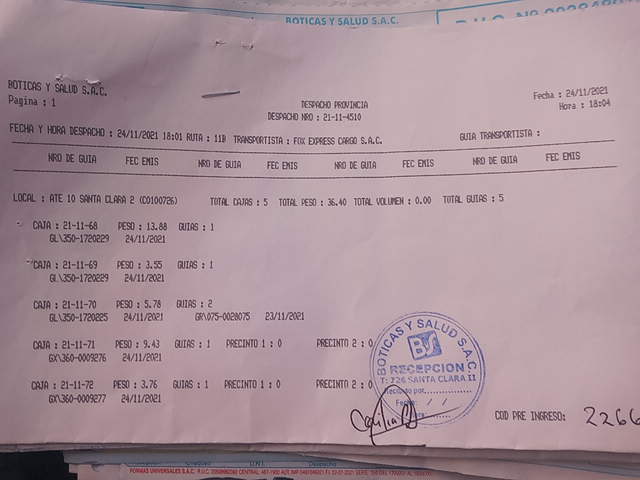 BOTICAS Y SALUD S.A.C.
BOTICAS Y SALUD S.A.C.
Pagina : 1
Fecha : 24/11/2021
Hora : 18:04
DESPACHO PROVINCIA
DESPACHO NRO : 21-11-4510
FECHA Y HORA DESPACHO : 24/11/2021 18:01 RUTA : 11B TRANSPORTISTA : FOX EXPRESS CARGO S.A.C. GUIA TRANSPORTISTA :
NRO DE GUIA FEC EMIS NRO DE GUIA FEC EMIS NRO DE GUIA FEC EMIS NRO DE GUIA FEC EMIS
LOCAL : ATE 10 SANTA CLARA 2 (C0100726) TOTAL CAJAS : 5 TOTAL PESO : 36.40 TOTAL VOLUMEN : 0.00 TOTAL GUIAS : 5
CAJA : 21-11-68 PESO : 13.88 GUIAS : 1
GL\350-1720229 24/11/2021
CAJA : 21-11-69 PESO : 3.55 GUIAS : 1
GL\350-1720229 24/11/2021
CAJA : 21-11-70 PESO : 5.78 GUIAS : 2
GL\350-1720225 24/11/2021 GR\075-0028075 23/11/2021
CAJA : 21-11-71 PESO : 9.43 GUIAS : 1 PRECINTO 1 : 0 PRECINTO 2 : 0
GX\360-0009276 24/11/2021
CAJA : 21-11-72 PESO : 3.76 GUIAS : 1 PRECINTO 1 : 0 PRECINTO 2 : 0
GX\360-0009277 24/11/2021
BOTICAS Y SALUD S.A.C.
BS
RECEPCION
T: 726 SANTA CLARA II
Recibido por
Fecha: / /
COD PRE INGRESO: 2266
FORMAS UNIVERSALES S.A.C.